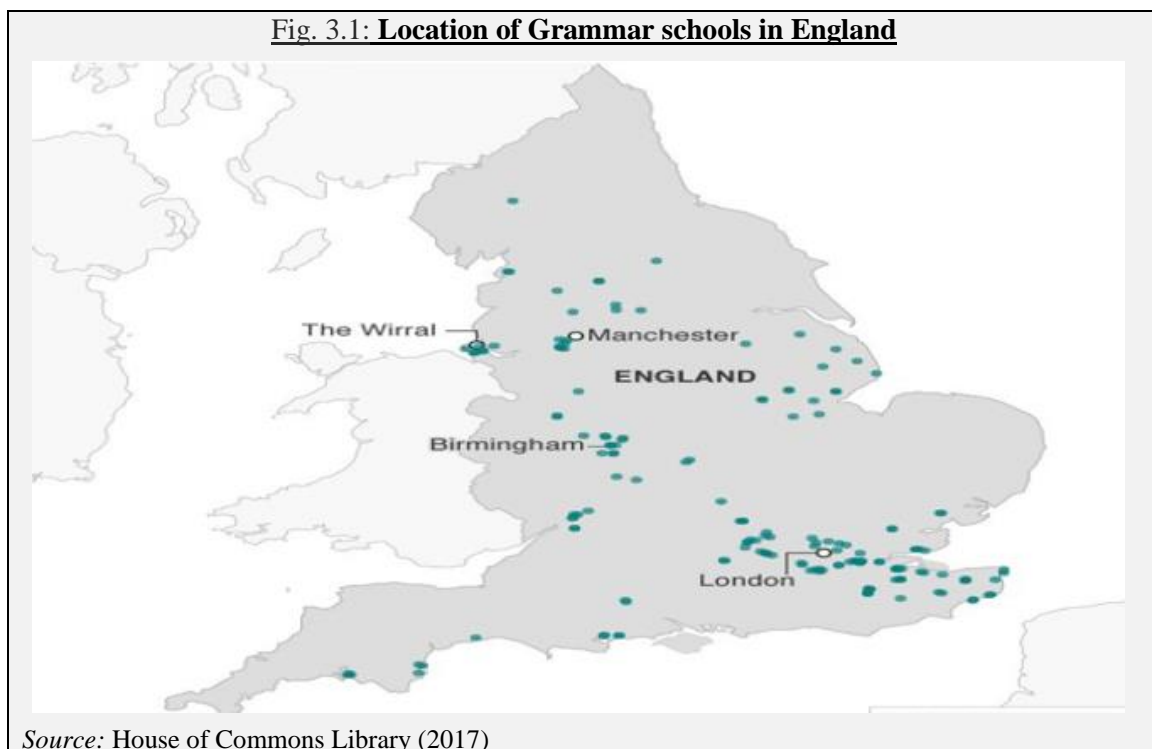 Fig. 3.1: Location of Grammar schools in England
The Wirral
Manchester
ENGLAND
Birmingham
London
Source: House of Commons Library (2017)